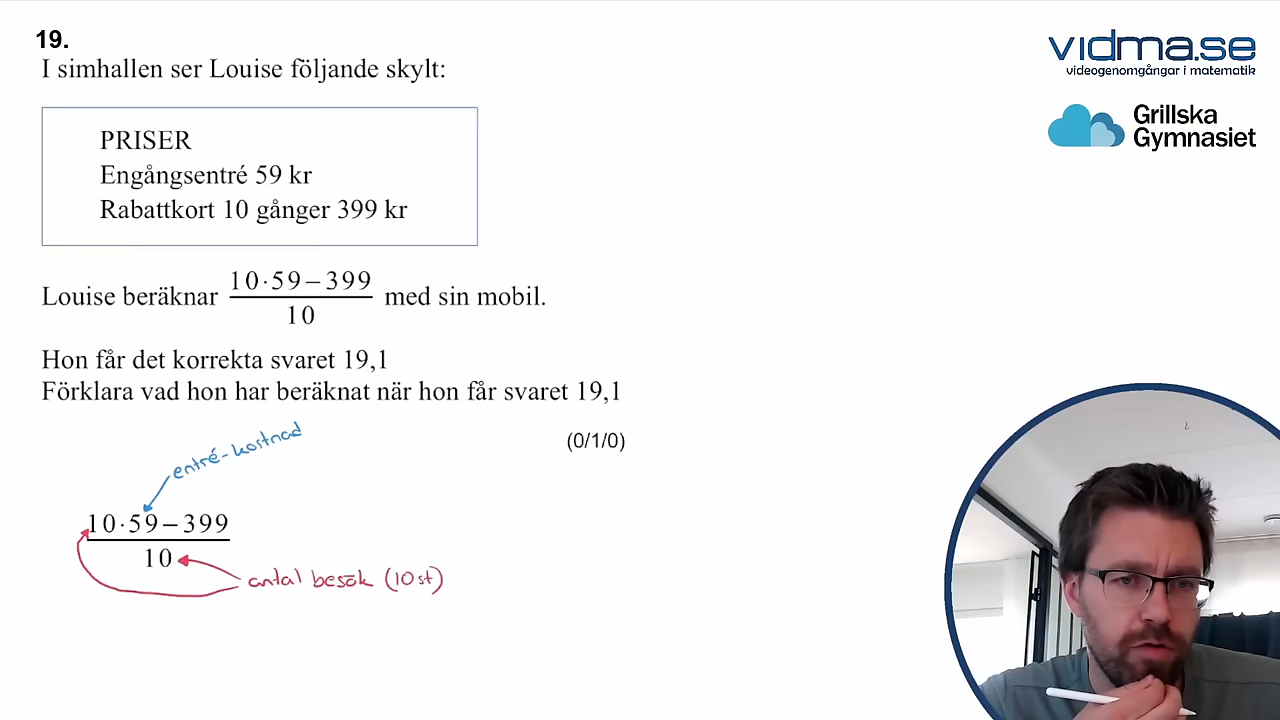 19.
I simhallen ser Louise följande skylt:
PRISER
Engångsentré 59 kr
Rabattkort 10 gånger 399 kr
Louise beräknar \frac{10·59–399}{10} med sin mobil.
Hon får det korrekta svaret 19,1
Förklara vad hon har beräknat när hon får svaret 19,1
(0/1/0)
entré-kostnad
10·59–399
10
antal besök (10st)
vidma.se
videogenomgångar i matematik
Grillska
Gymnasiet